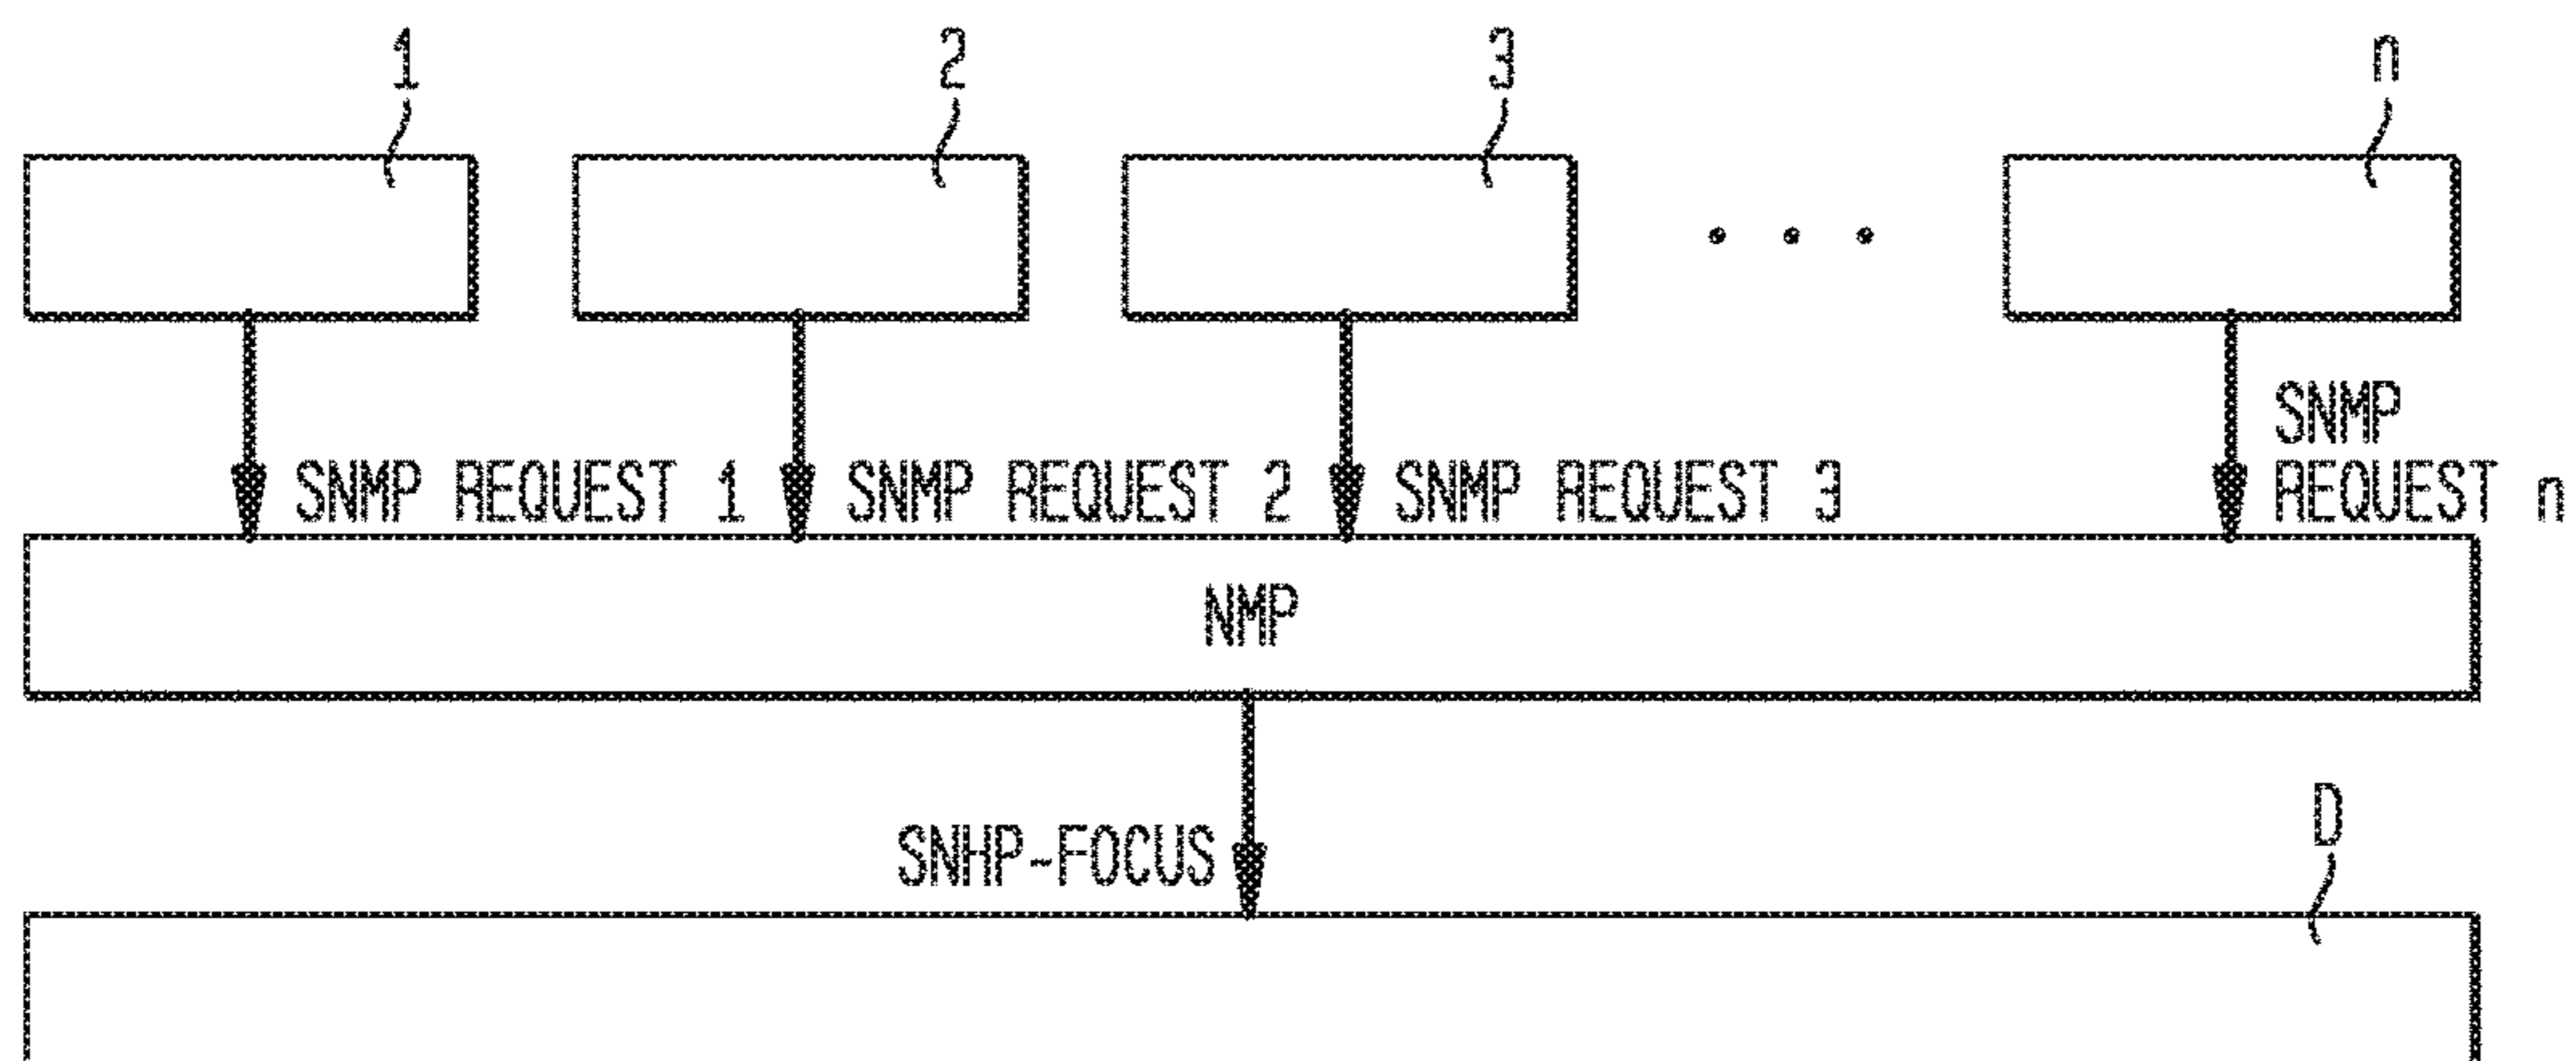 1 2 3 n
SNMP
SNMP REQUEST 1 SNMP REQUEST 2 SNMP REQUEST 3 REQUEST n
NMP
D
SNHP-FOCUS